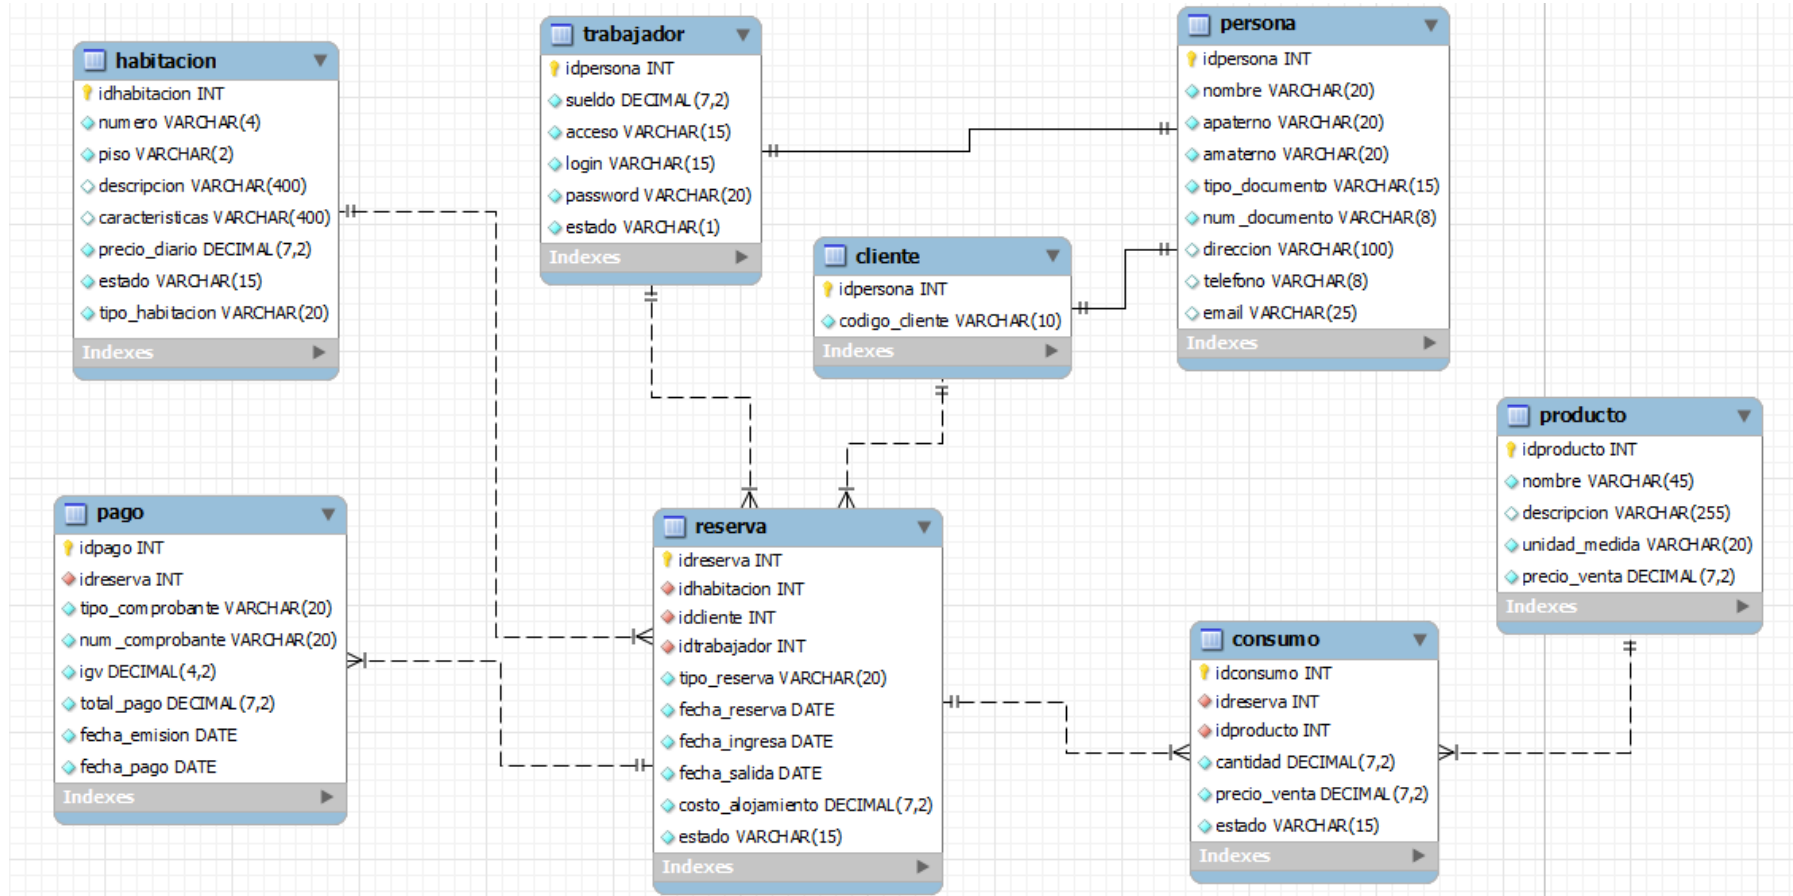 habitacion
idhabitacion INT
numero VARCHAR(4)
piso VARCHAR(2)
descripcion VARCHAR(400)
caracteristicas VARCHAR(400)
precio_diario DECIMAL(7,2)
estado VARCHAR(15)
tipo_habitacion VARCHAR(20)
Indexes
trabajador
idpersona INT
sueldo DECIMAL(7,2)
acceso VARCHAR(15)
login VARCHAR(15)
password VARCHAR(20)
estado VARCHAR(1)
Indexes
persona
idpersona INT
nombre VARCHAR(20)
apaterno VARCHAR(20)
amaterno VARCHAR(20)
tipo_documento VARCHAR(15)
num_documento VARCHAR(8)
direccion VARCHAR(100)
telefono VARCHAR(8)
email VARCHAR(25)
Indexes
cliente
idpersona INT
codigo_cliente VARCHAR(10)
Indexes
producto
idproducto INT
nombre VARCHAR(45)
descripcion VARCHAR(255)
unidad_medida VARCHAR(20)
precio_venta DECIMAL(7,2)
Indexes
pago
idpago INT
idreserva INT
tipo_comprobante VARCHAR(20)
num_comprobante VARCHAR(20)
igv DECIMAL(4,2)
total_pago DECIMAL(7,2)
fecha_emision DATE
fecha_pago DATE
Indexes
reserva
idreserva INT
idhabitacion INT
idcliente INT
idtrabajador INT
tipo_reserva VARCHAR(20)
fecha_reserva DATE
fecha_ingresa DATE
fecha_salida DATE
costo_alojamiento DECIMAL(7,2)
estado VARCHAR(15)
Indexes
consumo
idconsumo INT
idreserva INT
idproducto INT
cantidad DECIMAL(7,2)
precio_venta DECIMAL(7,2)
estado VARCHAR(15)
Indexes